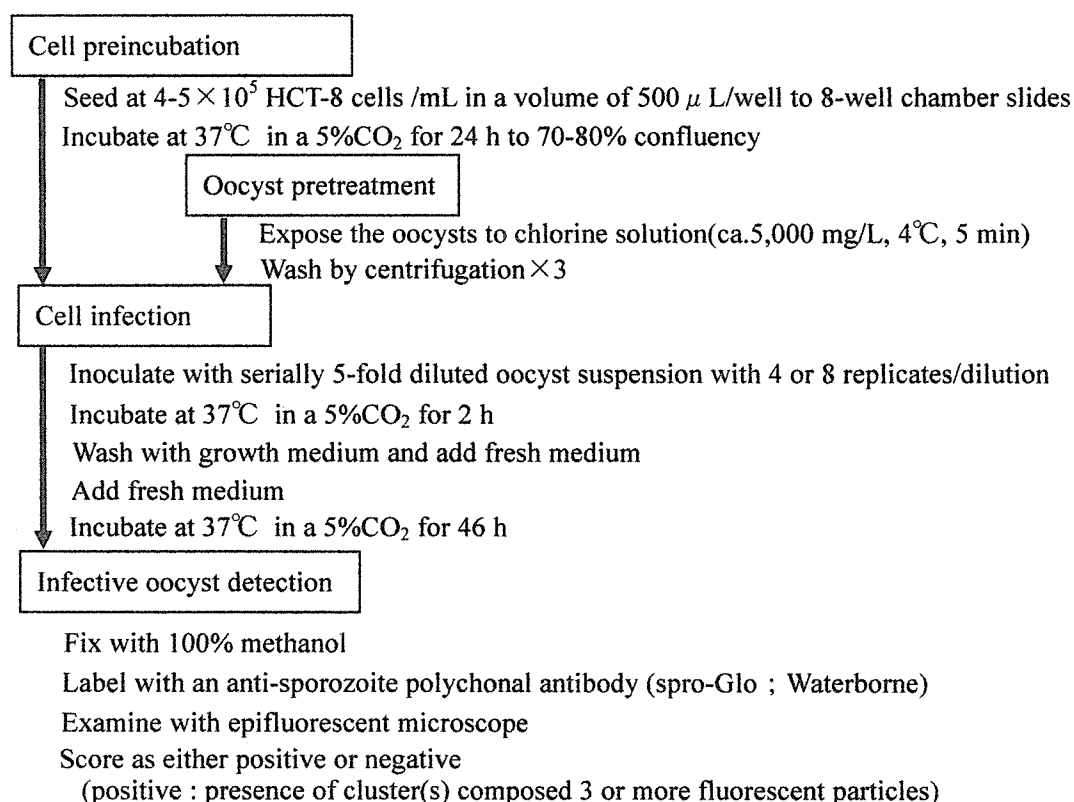 Cell preincubation
Seed at 4-5×10⁵ HCT-8 cells /mL in a volume of 500 μ L/well to 8-well chamber slides
Incubate at 37℃ in a 5%CO₂ for 24 h to 70-80% confluency
Oocyst pretreatment
Expose the oocysts to chlorine solution(ca.5,000 mg/L, 4℃, 5 min)
Wash by centrifugation×3
Cell infection
Inoculate with serially 5-fold diluted oocyst suspension with 4 or 8 replicates/dilution
Incubate at 37℃ in a 5%CO₂ for 2 h
Wash with growth medium and add fresh medium
Add fresh medium
Incubate at 37℃ in a 5%CO₂ for 46 h
Infective oocyst detection
Fix with 100% methanol
Label with an anti-sporozoite polychonal antibody (spro-Glo ; Waterborne)
Examine with epifluorescent microscope
Score as either positive or negative
(positive : presence of cluster(s) composed 3 or more fluorescent particles)